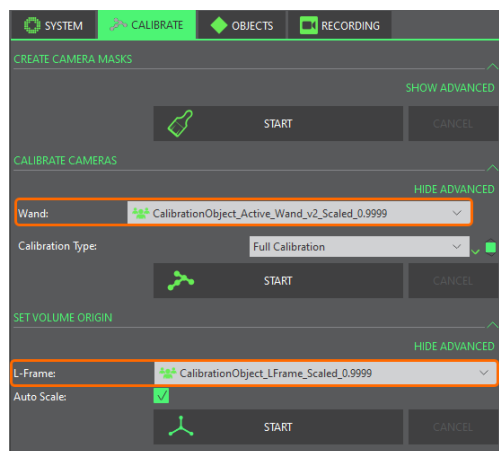 SYSTEM CALIBRATE OBJECTS RECORDING
CREATE CAMERA MASKS
SHOW ADVANCED
START CANCEL
CALIBRATE CAMERAS
HIDE ADVANCED
Wand: CalibrationObject_Active_Wand_v2_Scaled_0.9999
Calibration Type: Full Calibration
START CANCEL
SET VOLUME ORIGIN
HIDE ADVANCED
L-Frame: CalibrationObject_LFrame_Scaled_0.9999
Auto Scale:
START CANCEL